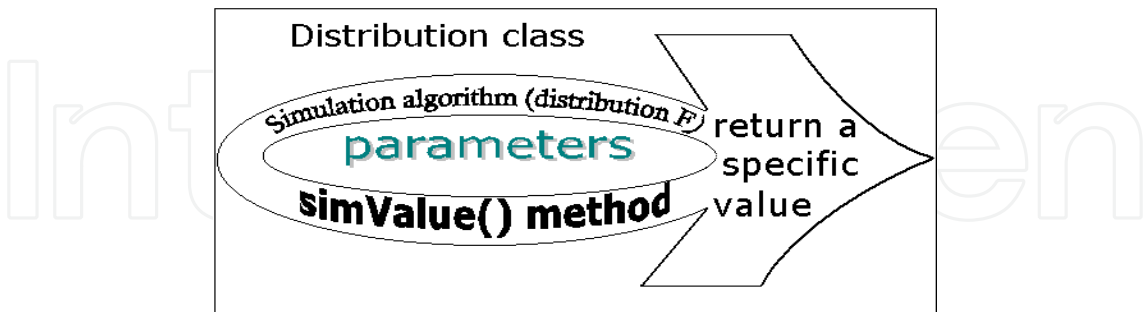 Distribution class
Simulation algorithm (distribution F)
parameters
simValue() method
return a
specific
value